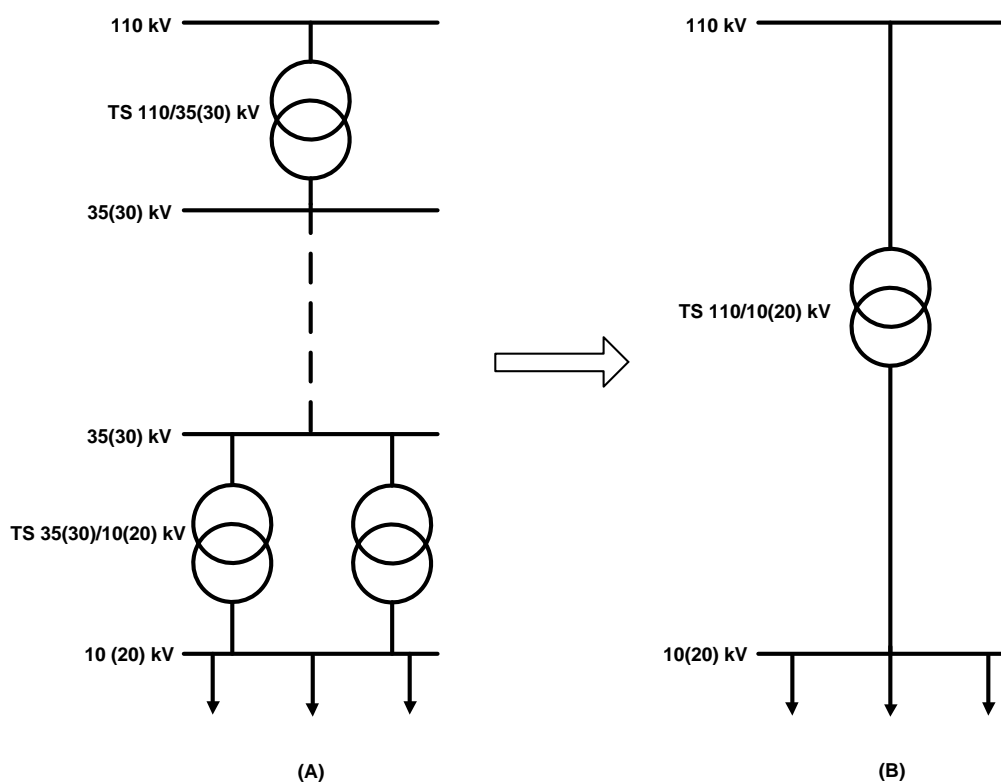 110 kV
TS 110/35(30) kV
35(30) kV
35(30) kV
TS 35(30)/10(20) kV
10 (20) kV
(A)
110 kV
TS 110/10(20) kV
10(20) kV
(B)